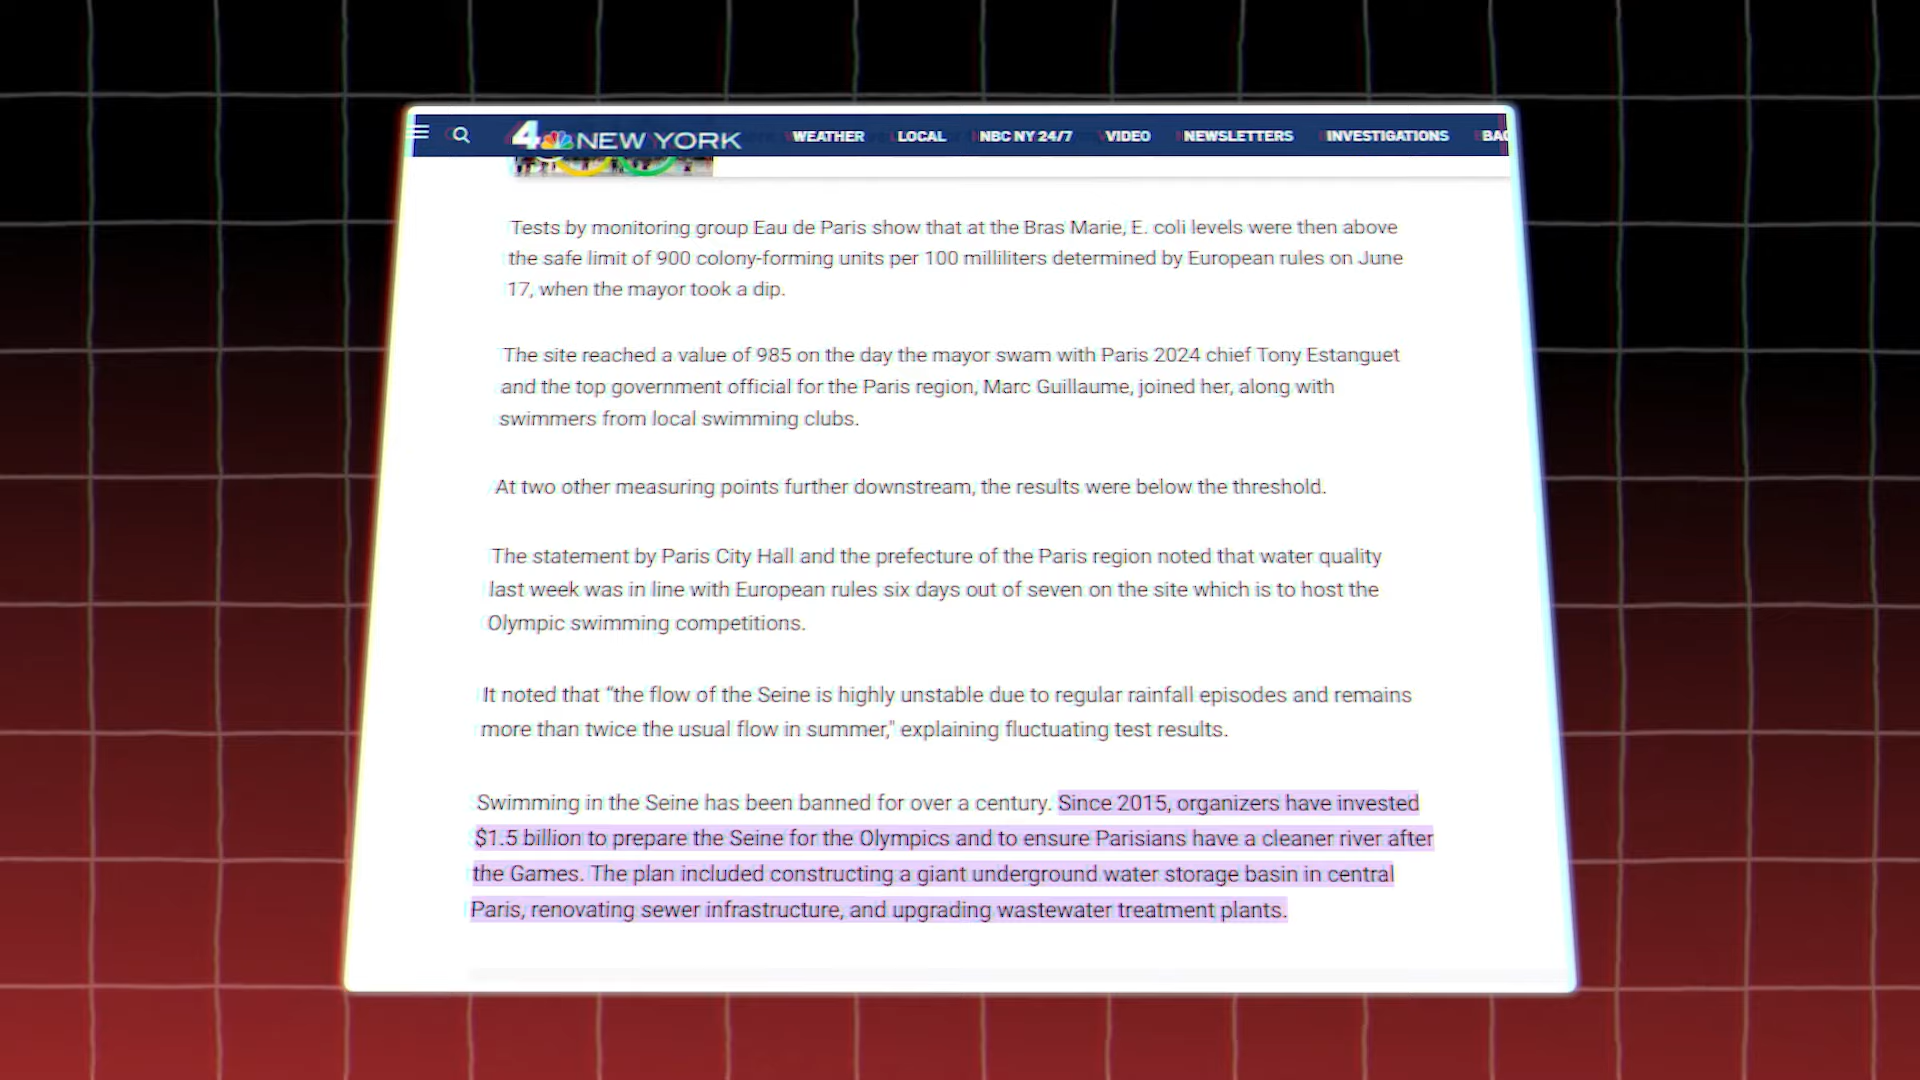 4 NEW YORK WEATHER LOCAL NBC NY 24/7 VIDEO NEWSLETTERS INVESTIGATIONS
Tests by monitoring group Eau de Paris show that at the Bras Marie, E. coli levels were then above
the safe limit of 900 colony-forming units per 100 milliliters determined by European rules on June
17, when the mayor took a dip.
The site reached a value of 985 on the day the mayor swam with Paris 2024 chief Tony Estanguet
and the top government official for the Paris region, Marc Guillaume, joined her, along with
swimmers from local swimming clubs.
At two other measuring points further downstream, the results were below the threshold.
The statement by Paris City Hall and the prefecture of the Paris region noted that water quality
last week was in line with European rules six days out of seven on the site which is to host the
Olympic swimming competitions.
It noted that “the flow of the Seine is highly unstable due to regular rainfall episodes and remains
more than twice the usual flow in summer," explaining fluctuating test results.
Swimming in the Seine has been banned for over a century. Since 2015, organizers have invested
$1.5 billion to prepare the Seine for the Olympics and to ensure Parisians have a cleaner river after
the Games. The plan included constructing a giant underground water storage basin in central
Paris, renovating sewer infrastructure, and upgrading wastewater treatment plants.